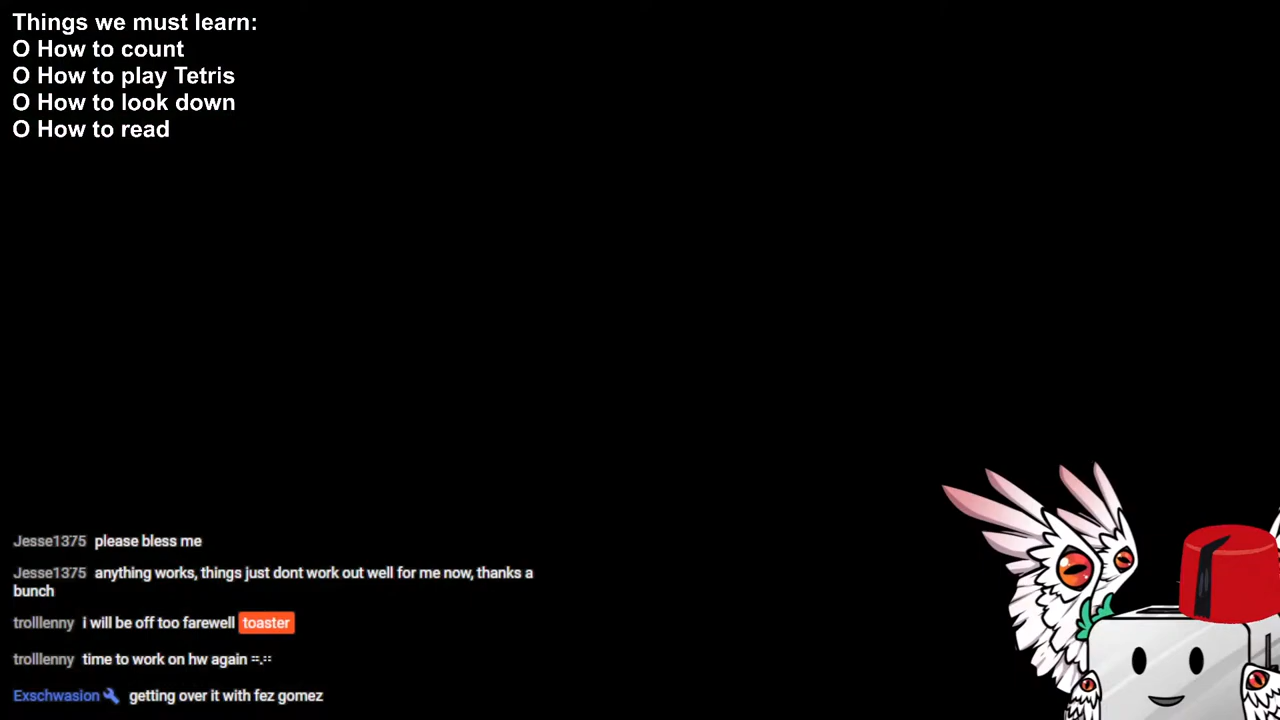 Things we must learn:
O How to count
O How to play Tetris
O How to look down
O How to read
Jesse1375 please bless me
Jesse1375 anything works, things just dont work out well for me now, thanks a
bunch
trolllenny i will be off too farewell toaster
trolllenny time to work on hw again
Exschwasion getting over it with fez gomez